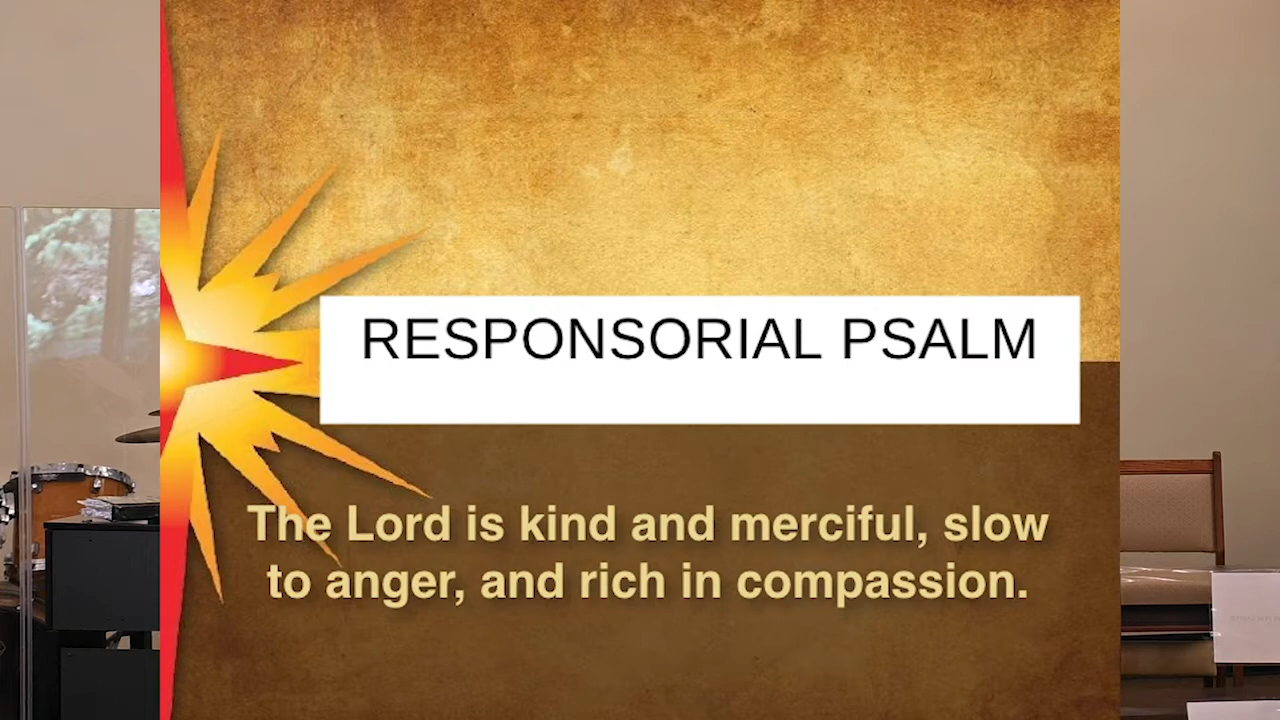 RESPONSORIAL PSALM
The Lord is kind and merciful, slow
to anger, and rich in compassion.